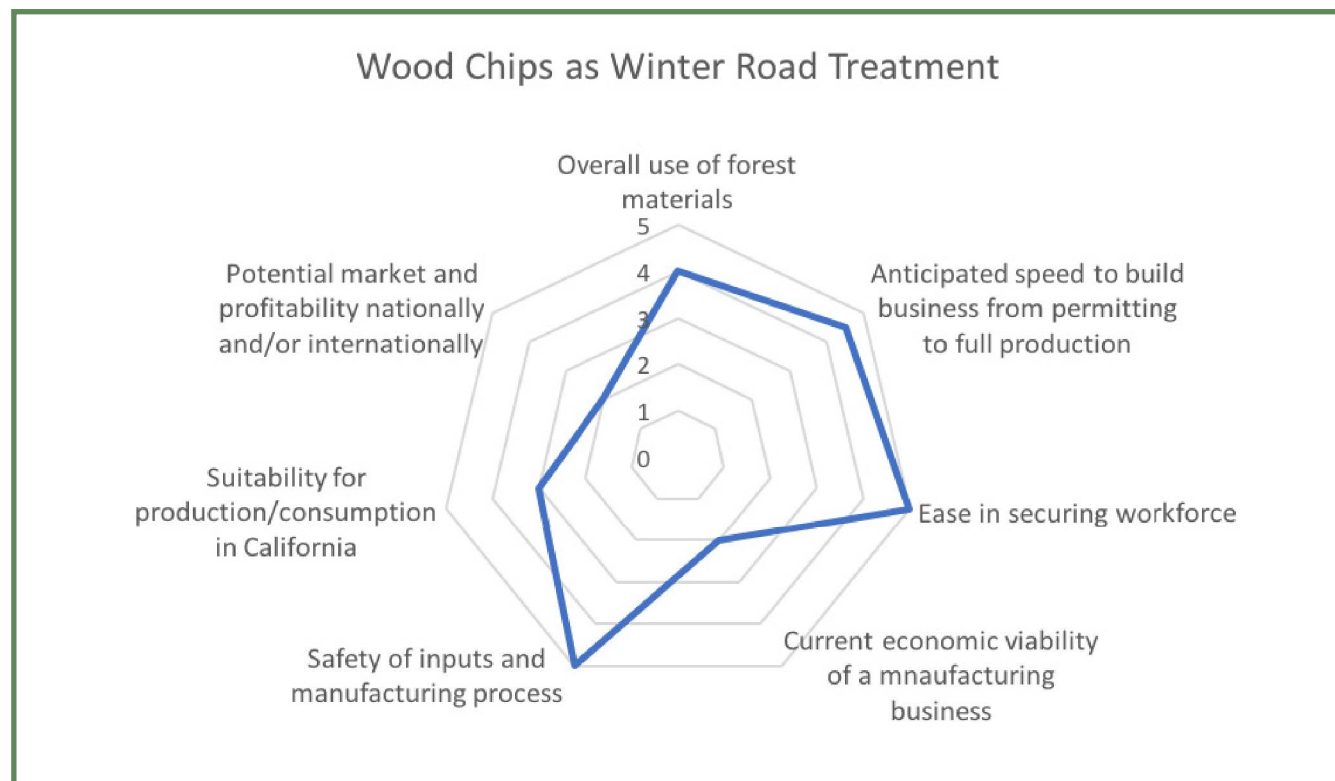 Wood Chips as Winter Road Treatment
Overall use of forest
materials
5
4
3
2
1
0
Anticipated speed to build
business from permitting
to full production
Ease in securing workforce
Current economic viability
of a mnaufacturing
business
Safety of inputs and
manufacturing process
Suitability for
production/consumption
in California
Potential market and
profitability nationally
and/or internationally